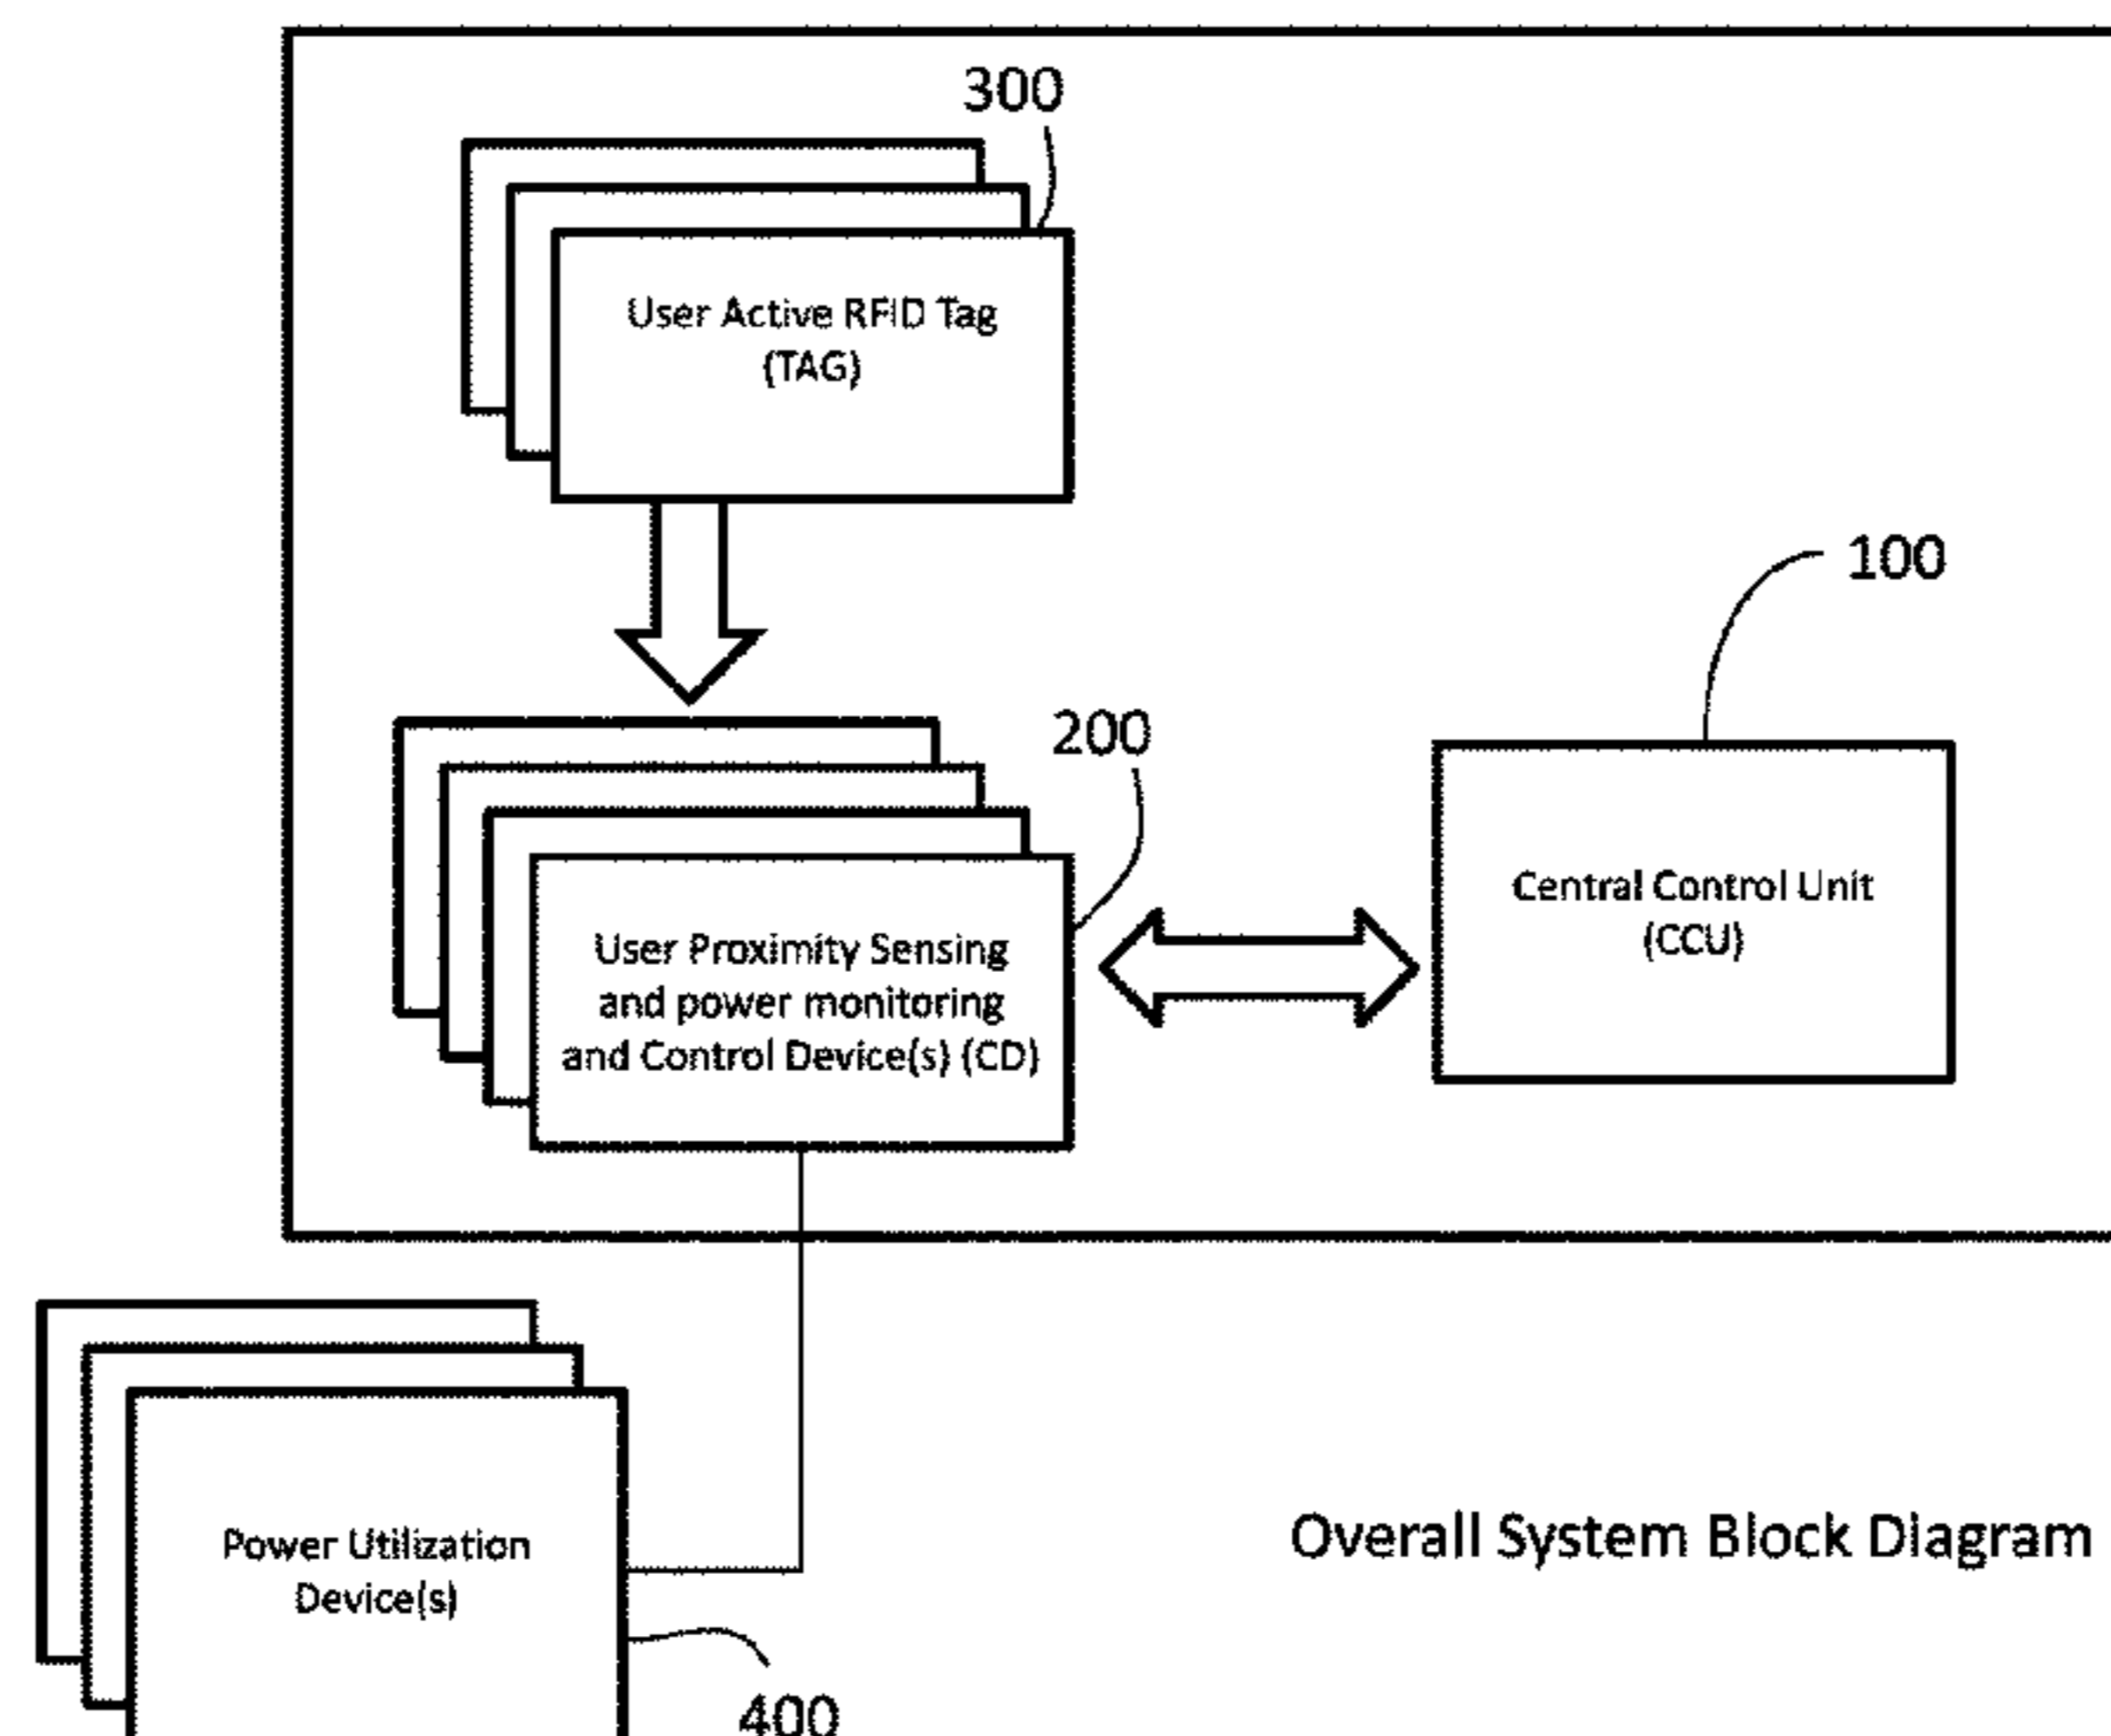 300
User Active RFID Tag
(TAG)
100
200
Central Control Unit
(CCU)
User Proximity Sensing
and power monitoring
and Control Device(s) (CD)
Overall System Block Diagram
Power Utilization
Device(s)
400